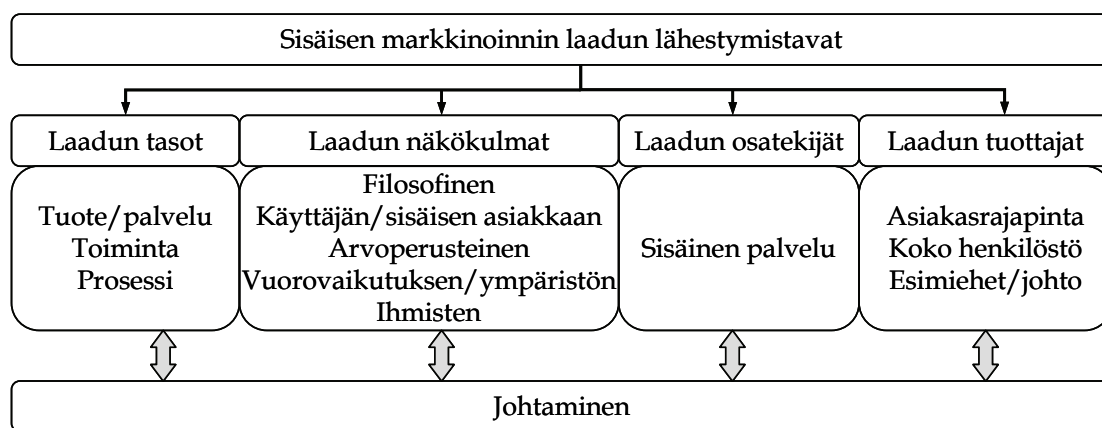 Sisäisen markkinoinnin laadun lähestymistavat
Laadun tasot
Tuote/palvelu
Toiminta
Prosessi
Laadun näkökulmat
Filosofinen
Käyttäjän/sisäisen asiakkaan
Arvoperusteinen
Vuorovaikutuksen/ympäristön
Ihmisten
Laadun osatekijät
Sisäinen palvelu
Laadun tuottajat
Asiakasrajapinta
Koko henkilöstö
Esimiehet/johto
Johtaminen